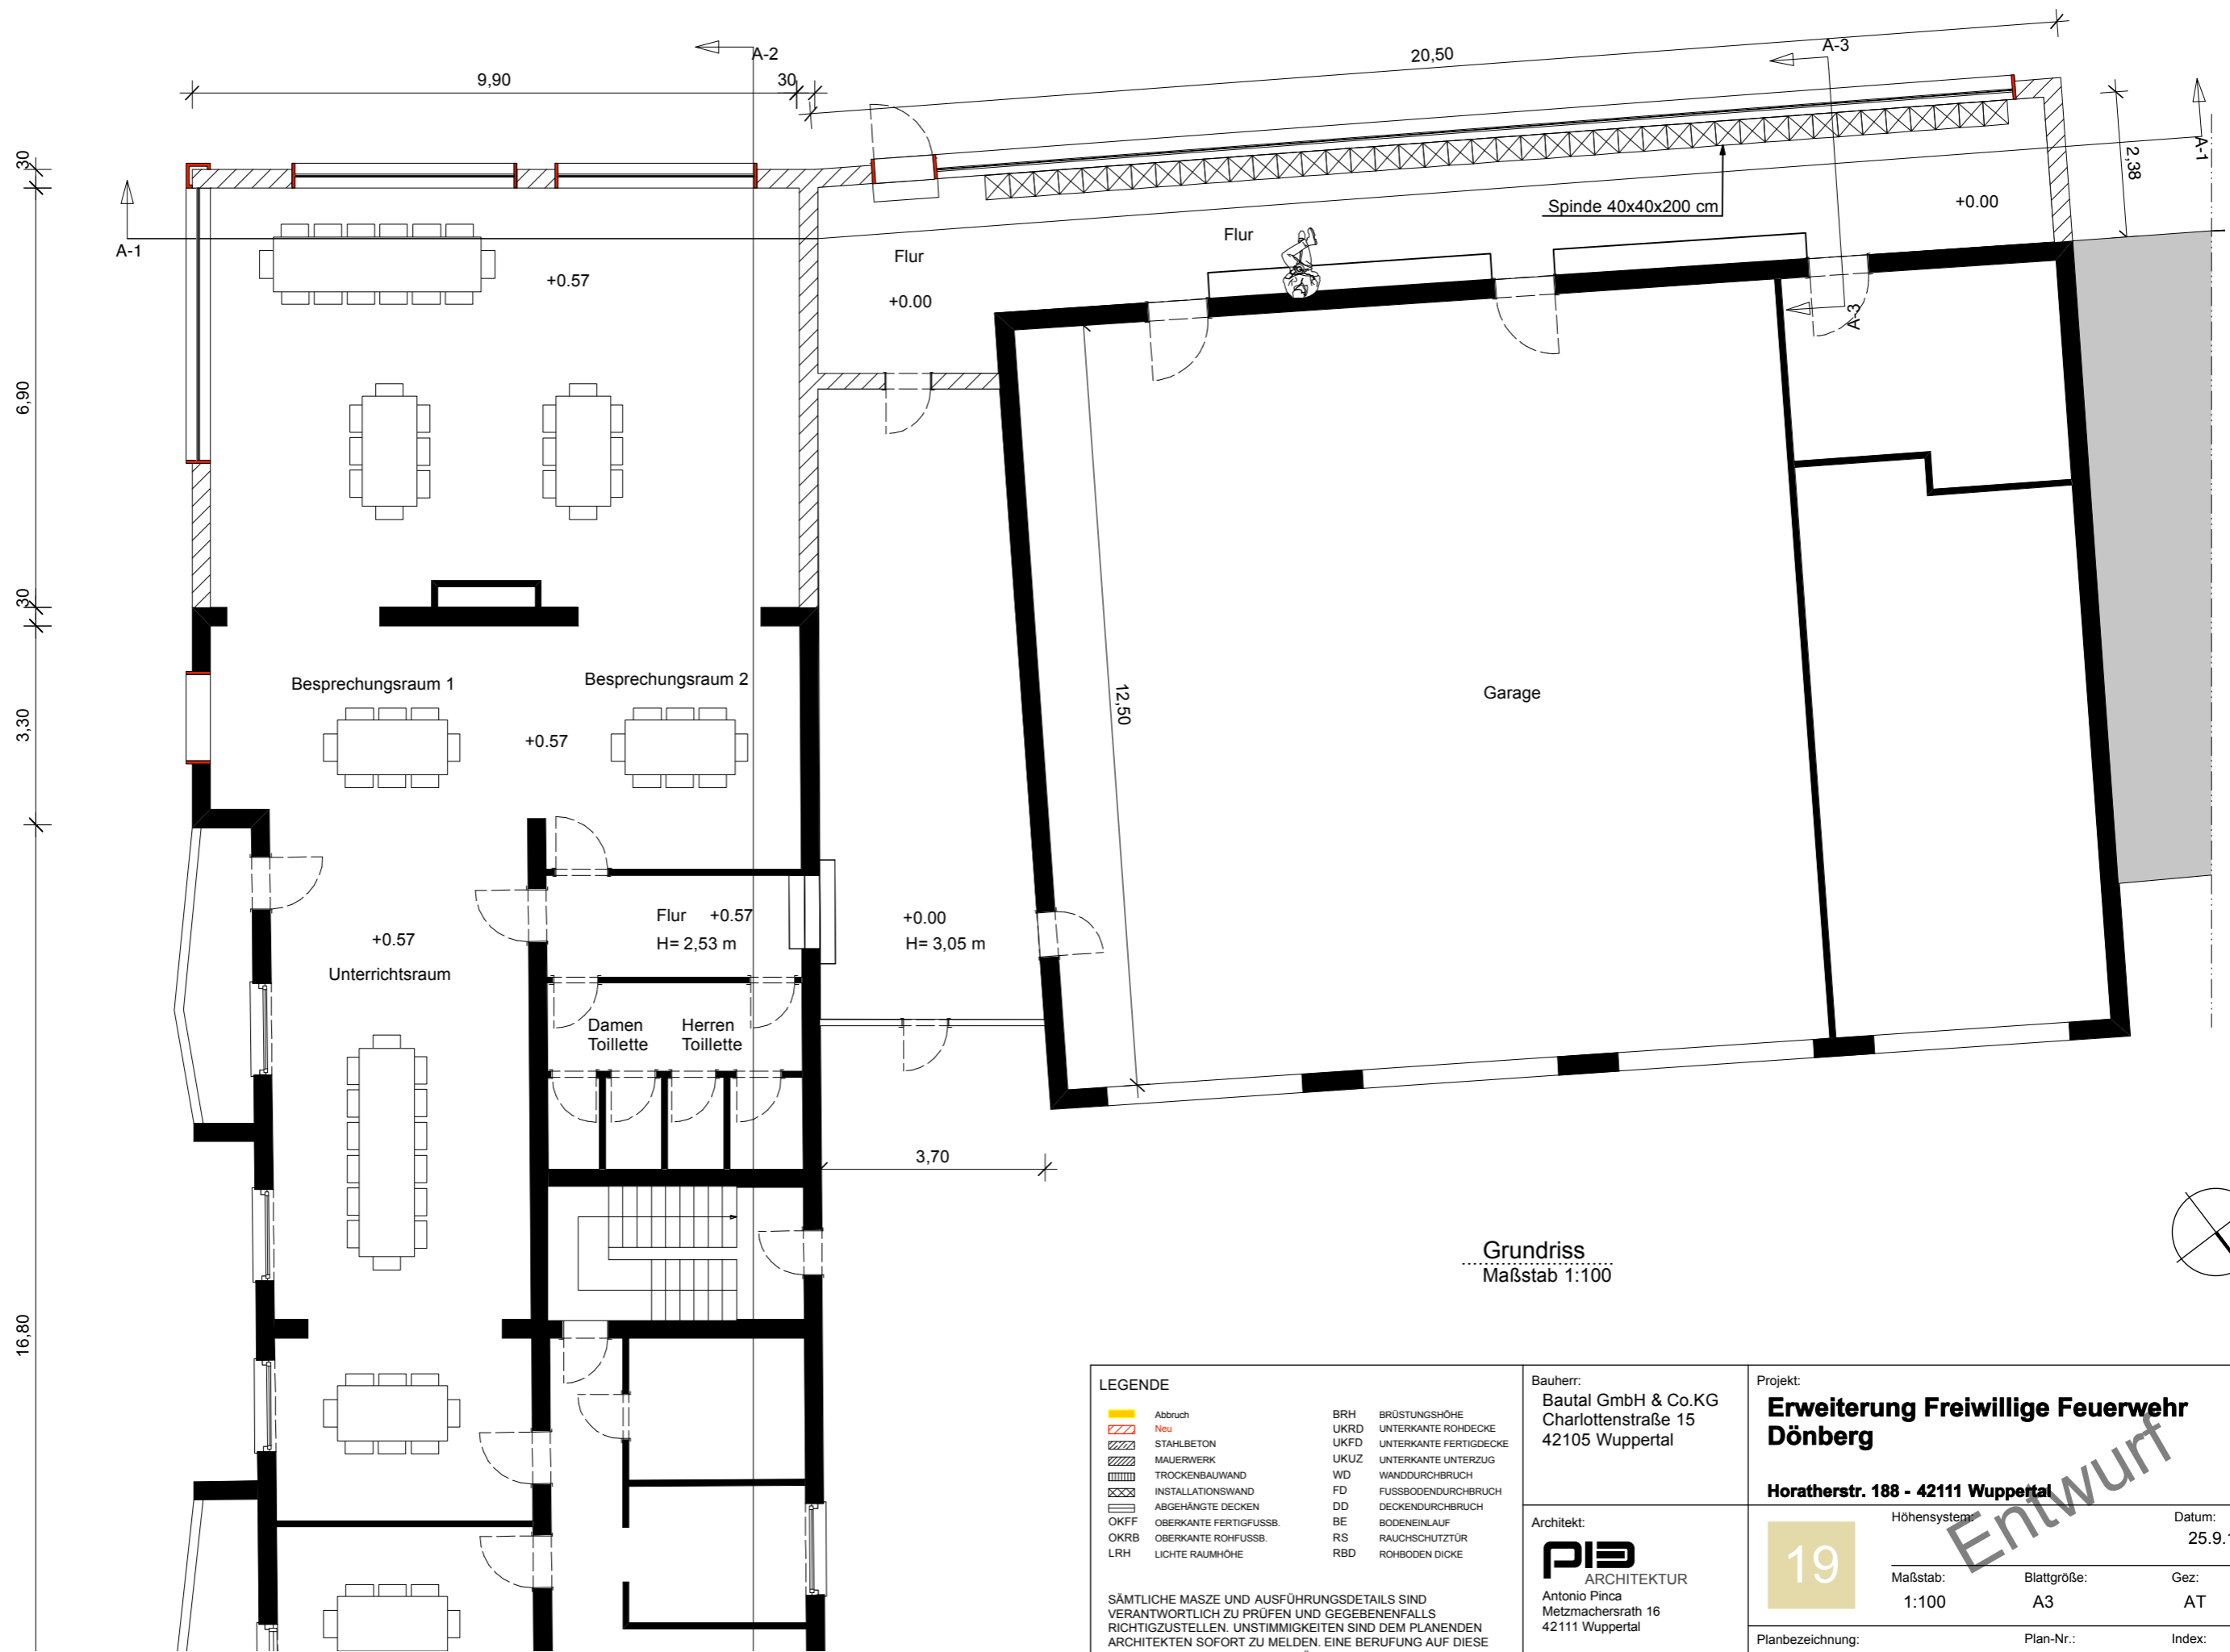 A-2
9,90
30
20,50
A-3
30
A-1
2,38
A-1
Spinde 40x40x200 cm
+0.00
Flur
Flur
+0.57
+0.00
A-3
6,90
30
12,50
Garage
Besprechungsraum 1
Besprechungsraum 2
3,30
+0.57
Flur +0.57
H= 2,53 m
+0.00
H= 3,05 m
+0.57
Unterrichtsraum
Damen
Toillette
Herren
Toillette
3,70
16,80
Grundriss
Maßstab 1:100
LEGENDE
Abbruch
Neu
STAHLBETON
MAUERWERK
TROCKENBAUWAND
INSTALLATIONSWAND
ABGEHÄNGTE DECKEN
OKFF OBERKANTE FERTIGFUSSB.
OKRB OBERKANTE ROHFUSSB.
LRH LICHTE RAUMHÖHE
BRH BRÜSTUNGSHÖHE
UKRD UNTERKANTE ROHDECKE
UKFD UNTERKANTE FERTIGDECKE
UKUZ UNTERKANTE UNTERZUG
WD WANDDURCHBRUCH
FD FUSSBODENDURCHBRUCH
DD DECKENDURCHBRUCH
BE BODENEINLAUF
RS RAUCHSCHUTZTÜR
RBD ROHBODEN DICKE
SÄMTLICHE MASZE UND AUSFÜHRUNGSDETAILS SIND
VERANTWORTLICH ZU PRÜFEN UND GEGEBENENFALLS
RICHTIGZUSTELLEN. UNSTIMMIGKEITEN SIND DEM PLANENDEN
ARCHITEKTEN SOFORT ZU MELDEN. EINE BERUFUNG AUF DIESE
Bauherr:
Bautal GmbH & Co.KG
Charlottenstraße 15
42105 Wuppertal
Architekt:
ARCHITEKTUR
Antonio Pinca
Metzmachersrath 16
42111 Wuppertal
Projekt:
Erweiterung Freiwillige Feuerwehr
Dönberg
Horatherstr. 188 - 42111 Wuppertal
Entwurf
19
Höhensystem:
Datum:
25.9.1
Maßstab:
1:100
Blattgröße:
A3
Gez:
AT
Planbezeichnung:
Plan-Nr.:
Index: